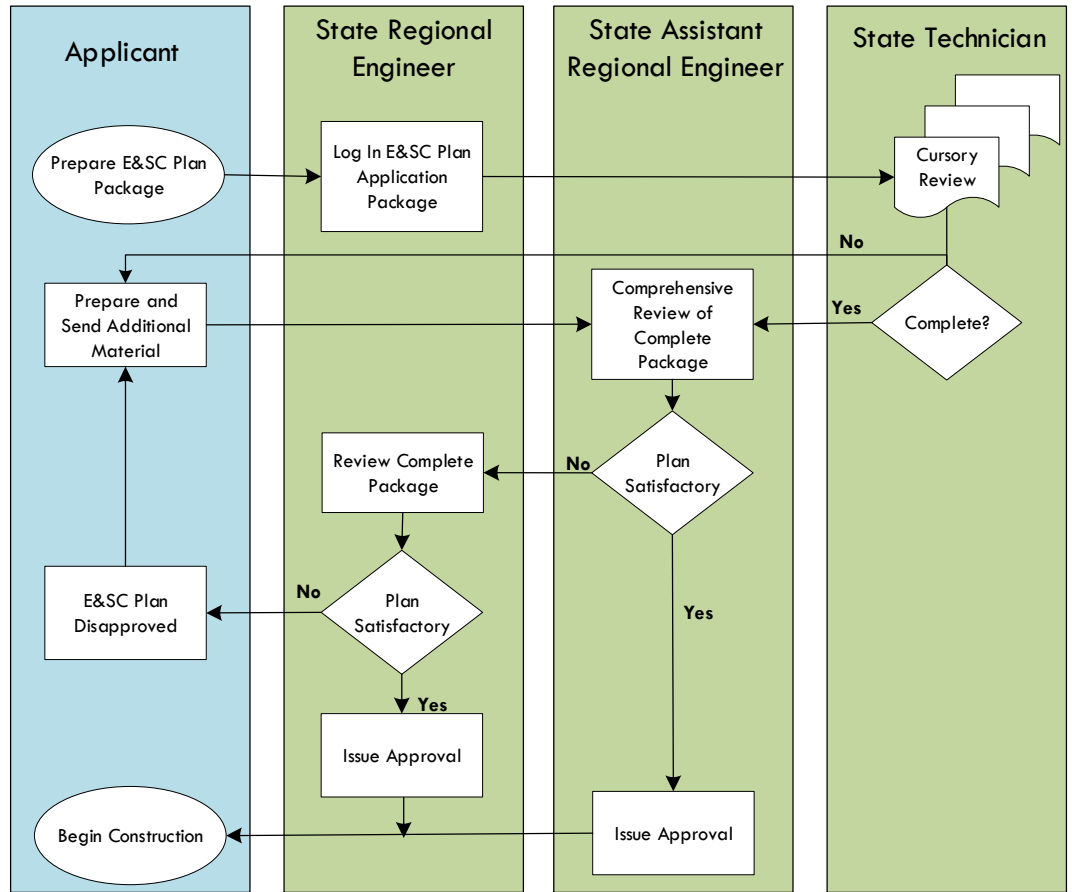 Applicant
State Regional
Engineer
State Assistant
Regional Engineer
State Technician
Prepare E&SC Plan
Package
Log In E&SC Plan
Application
Package
Cursory
Review
No
Prepare and
Send Additional
Material
Comprehensive
Review of
Complete
Package
Yes
Complete?
Review Complete
Package
No
Plan
Satisfactory
E&SC Plan
Disapproved
No
Plan
Satisfactory
Yes
Yes
Issue Approval
Begin Construction
Issue Approval